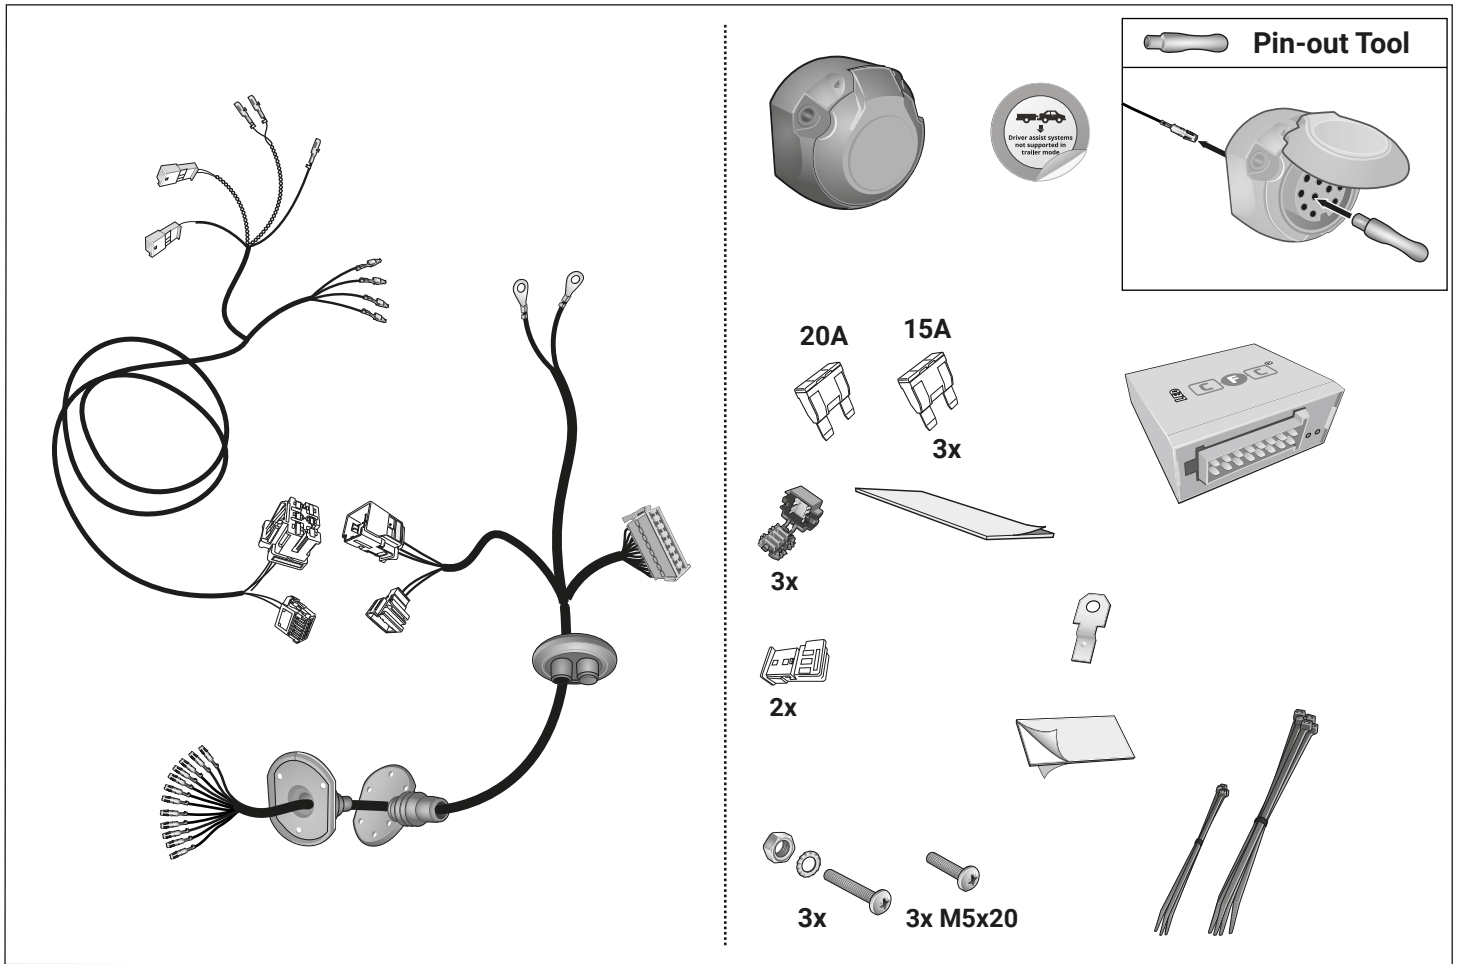 Pin-out Tool
Driver assist systems
not supported in
trailer mode
20A
15A
3x
CFC
3x
2x
3x
3x M5x20